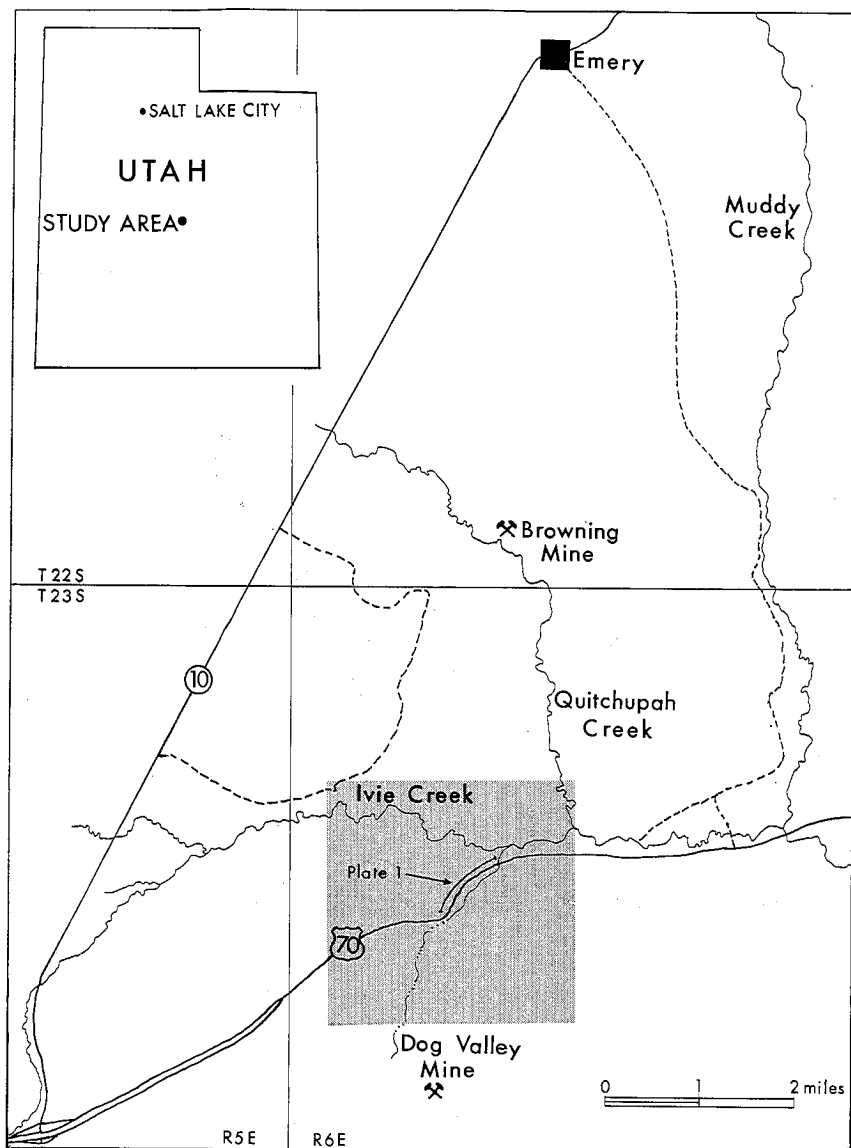 Emery
SALT LAKE CITY
UTAH
STUDY AREA
Muddy
Creek
Browning
Mine
T 22 S
T 23 S
10
Quitchupah
Creek
Ivie Creek
Plate 1
70
Dog Valley
Mine
0 1 2 miles
R5E R6E